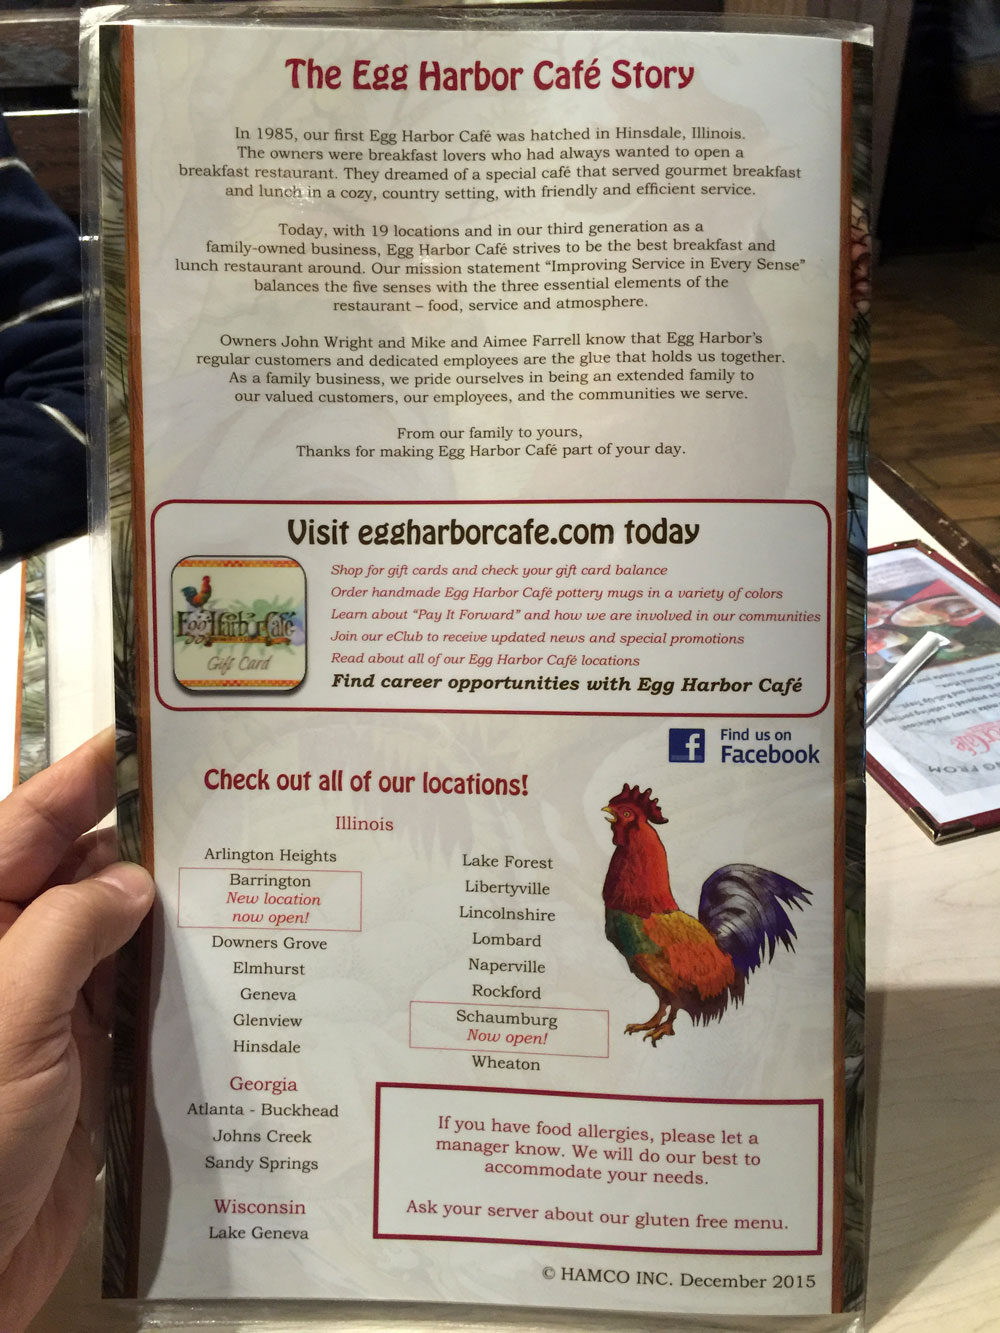 The Egg Harbor Café Story
In 1985, our first Egg Harbor Café was hatched in Hinsdale, Illinois.
The owners were breakfast lovers who had always wanted to open a
breakfast restaurant. They dreamed of a special café that served gourmet breakfast
and lunch in a cozy, country setting, with friendly and efficient service.
Today, with 19 locations and in our third generation as a
family-owned business, Egg Harbor Café strives to be the best breakfast and
lunch restaurant around. Our mission statement “Improving Service in Every Sense”
balances the five senses with the three essential elements of the
restaurant – food, service and atmosphere.
Owners John Wright and Mike and Aimee Farrell know that Egg Harbor’s
regular customers and dedicated employees are the glue that holds us together.
As a family business, we pride ourselves in being an extended family to
our valued customers, our employees, and the communities we serve.
From our family to yours,
Thanks for making Egg Harbor Café part of your day.
Visit eggharborcafe.com today
Egg Harbor Café
Gift Card
Shop for gift cards and check your gift card balance
Order handmade Egg Harbor Café pottery mugs in a variety of colors
Learn about “Pay It Forward” and how we are involved in our communities
Join our eClub to receive updated news and special promotions
Read about all of our Egg Harbor Café locations
Find career opportunities with Egg Harbor Café
f
Find us on
Facebook
Check out all of our locations!
Illinois
Arlington Heights
Barrington
New location
now open!
Downers Grove
Elmhurst
Geneva
Glenview
Hinsdale
Lake Forest
Libertyville
Lincolnshire
Lombard
Naperville
Rockford
Schaumburg
Now open!
Wheaton
Georgia
Atlanta - Buckhead
Johns Creek
Sandy Springs
Wisconsin
Lake Geneva
If you have food allergies, please let a
manager know. We will do our best to
accommodate your needs.
Ask your server about our gluten free menu.
© HAMCO INC. December 2015
FROM